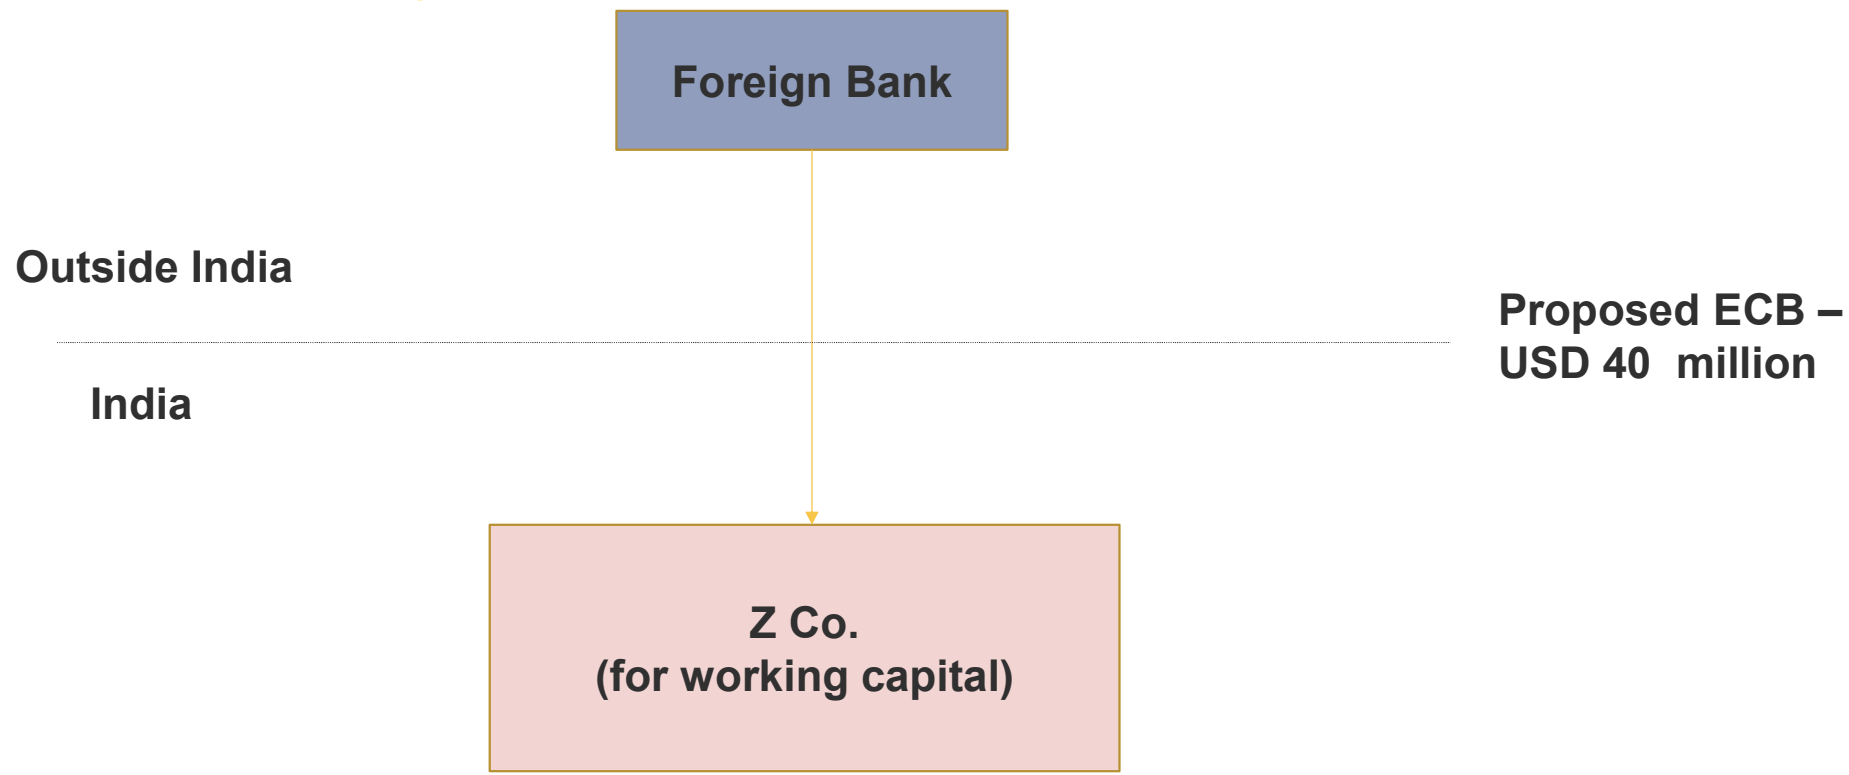 Foreign Bank
Outside India
Proposed ECB –
USD 40 million
India
Z Co.
(for working capital)